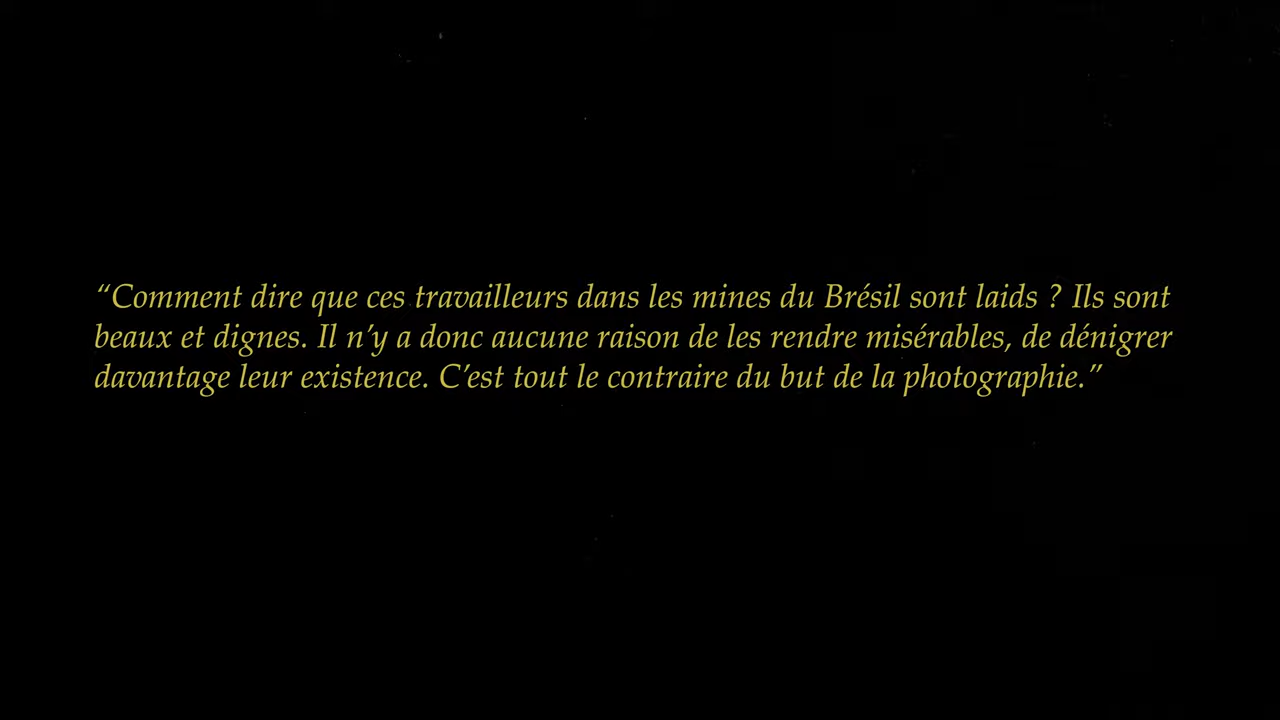 “Comment dire que ces travailleurs dans les mines du Brésil sont laids ? Ils sont
beaux et dignes. Il n’y a donc aucune raison de les rendre misérables, de dénigrer
davantage leur existence. C’est tout le contraire du but de la photographie.”